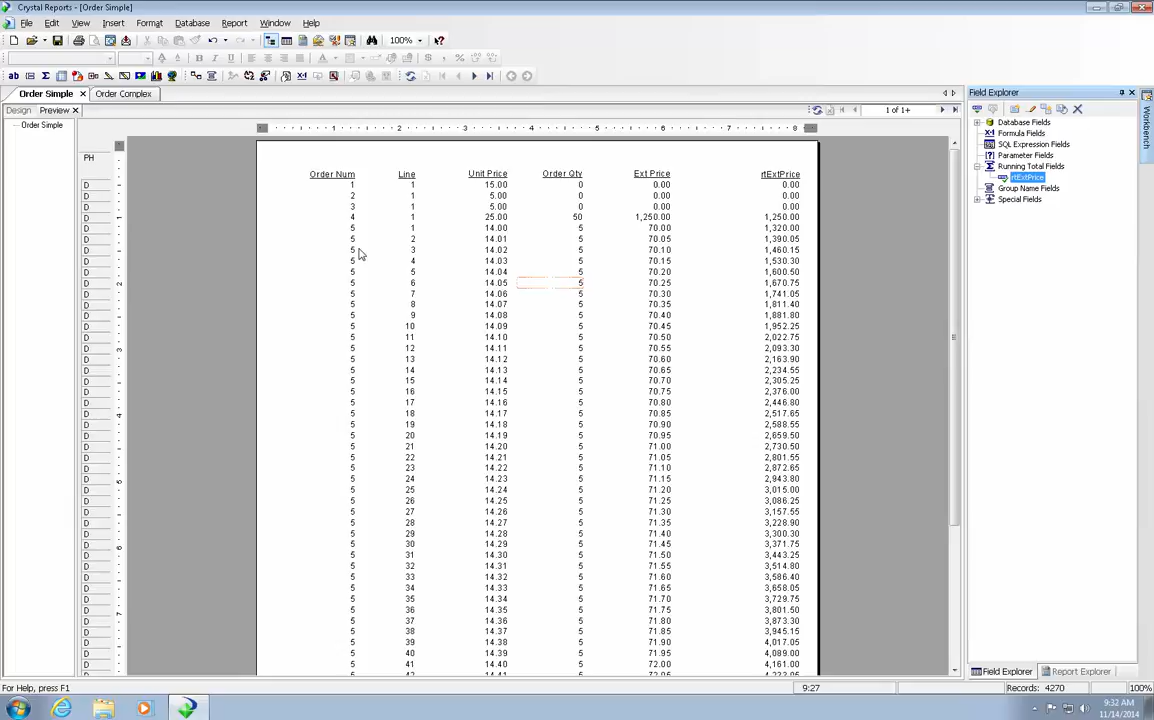 Crystal Reports - [Order Simple]
File Edit View Insert Format Database Report Window Help
100%
Order Simple × Order Complex
Design Preview × 1 of 1+
Order Simple
Field Explorer
Database Fields
Formula Fields
SQL Expression Fields
Parameter Fields
Running Total Fields
rtExtPrice
Group Name Fields
Special Fields
Workbench
1 2 3 4 5 6 7 8
PH
Order Num Line Unit Price Order Qty Ext Price rtExtPrice
D 1 1 15.00 0 0.00 0.00
D 2 1 5.00 0 0.00 0.00
D 3 1 5.00 0 0.00 0.00
D 4 1 25.00 50 1,250.00 1,250.00
D 5 1 14.00 5 70.00 1,320.00
D 5 2 14.01 5 70.05 1,390.05
D 5 3 14.02 5 70.10 1,460.15
D 5 4 14.03 5 70.15 1,530.30
D 5 5 14.04 5 70.20 1,600.50
D 5 6 14.05 5 70.25 1,670.75
D 5 7 14.06 5 70.30 1,741.05
D 5 8 14.07 5 70.35 1,811.40
D 5 9 14.08 5 70.40 1,881.80
D 5 10 14.09 5 70.45 1,952.25
D 5 11 14.10 5 70.50 2,022.75
D 5 12 14.11 5 70.55 2,093.30
D 5 13 14.12 5 70.60 2,163.90
D 5 14 14.13 5 70.65 2,234.55
D 5 15 14.14 5 70.70 2,305.25
D 5 16 14.15 5 70.75 2,376.00
D 5 17 14.16 5 70.80 2,446.80
D 5 18 14.17 5 70.85 2,517.65
D 5 19 14.18 5 70.90 2,588.55
D 5 20 14.19 5 70.95 2,659.50
D 5 21 14.20 5 71.00 2,730.50
D 5 22 14.21 5 71.05 2,801.55
D 5 23 14.22 5 71.10 2,872.65
D 5 24 14.23 5 71.15 2,943.80
D 5 25 14.24 5 71.20 3,015.00
D 5 26 14.25 5 71.25 3,086.25
D 5 27 14.26 5 71.30 3,157.55
D 5 28 14.27 5 71.35 3,228.90
D 5 29 14.28 5 71.40 3,300.30
D 5 30 14.29 5 71.45 3,371.75
D 5 31 14.30 5 71.50 3,443.25
D 5 32 14.31 5 71.55 3,514.80
D 5 33 14.32 5 71.60 3,586.40
D 5 34 14.33 5 71.65 3,658.05
D 5 35 14.34 5 71.70 3,729.75
D 5 36 14.35 5 71.75 3,801.50
D 5 37 14.36 5 71.80 3,873.30
D 5 38 14.37 5 71.85 3,945.15
D 5 39 14.38 5 71.90 4,017.05
D 5 40 14.39 5 71.95 4,089.00
D 5 41 14.40 5 72.00 4,161.00
Field Explorer Report Explorer
For Help, press F1 9:27 Records: 4270 100%
9:32 AM
11/14/2014